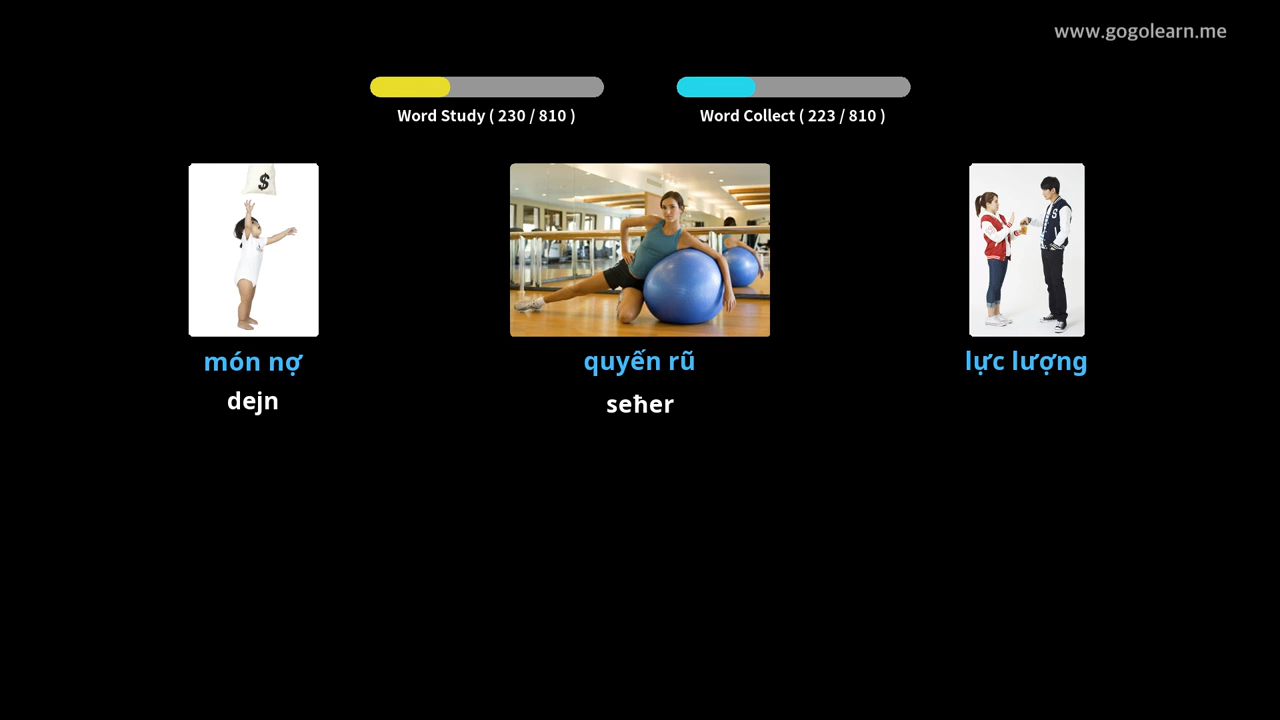 www.gogolearn.me
Word Study ( 230 / 810 )
Word Collect ( 223 / 810 )
$
món nợ
quyến rũ
lực lượng
dejn
seħer